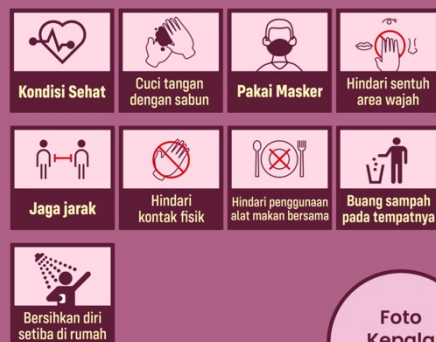 Kondisi Sehat
Cuci tangan
dengan sabun
Pakai Masker
Hindari sentuh
area wajah
Jaga jarak
Hindari
kontak fisik
Hindari penggunaan
alat makan bersama
Buang sampah
pada tempatnya
Bersihkan diri
setiba di rumah
Foto
Kepala